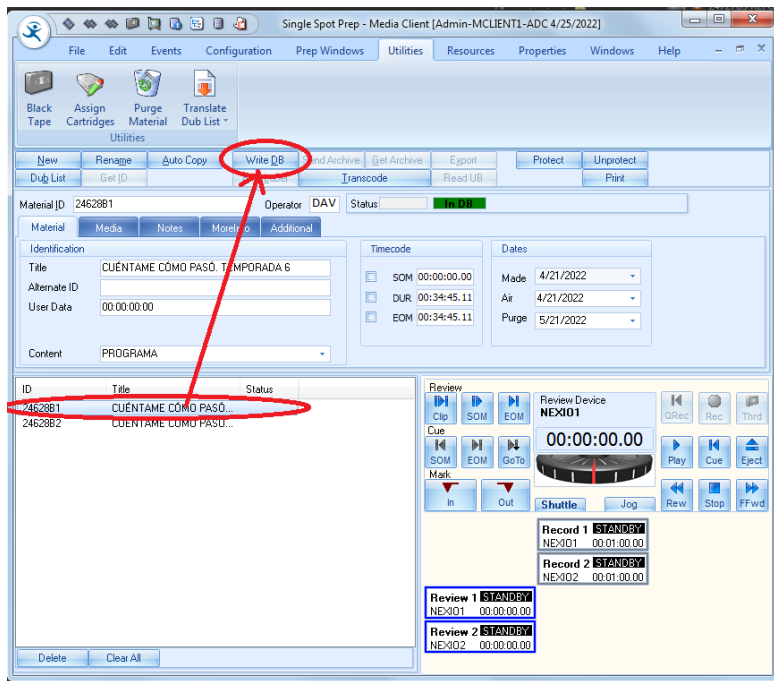 Single Spot Prep - Media Client [Admin-MCLIENT1-ADC 4/25/2022]
File Edit Events Configuration Prep Windows Utilities Resources Properties Windows Help
Black Tape Assign Cartridges Purge Material Translate Dub List
Utilities
New Rename Auto Copy Write DB Send Archive Get Archive Export Protect Unprotect
Dub List Get ID Transcode Read UB Print
Material ID 24628B1 Operator DAV Status In DB
Material Media Notes MoreInfo Additional
Identification Timecode Dates
Title CUÉNTAME CÓMO PASÓ. TEMPORADA 6 SOM 00:00:00.00 Made 4/21/2022
Alternate ID DUR 00:34:45.11 Air 4/21/2022
User Data 00:00:00:00 EOM 00:34:45.11 Purge 5/21/2022
Content PROGRAMA
ID Title Status
24628B1 CUÉNTAME CÓMO PASÓ...
24628B2 CUÉNTAME CÓMO PASÓ...
Review
Clip SOM EOM Review Device NEXIO1 QRec Rec Thrd
Cue
SOM EOM GoTo 00:00:00.00 Play Cue Eject
Mark
In Out Shuttle Jog Rew Stop FFwd
Record 1 STANDBY
NEXIO1 00:01:00.00
Record 2 STANDBY
NEXIO2 00:01:00.00
Review 1 STANDBY
NEXIO1 00:00:00.00
Review 2 STANDBY
NEXIO2 00:00:00.00
Delete Clear All